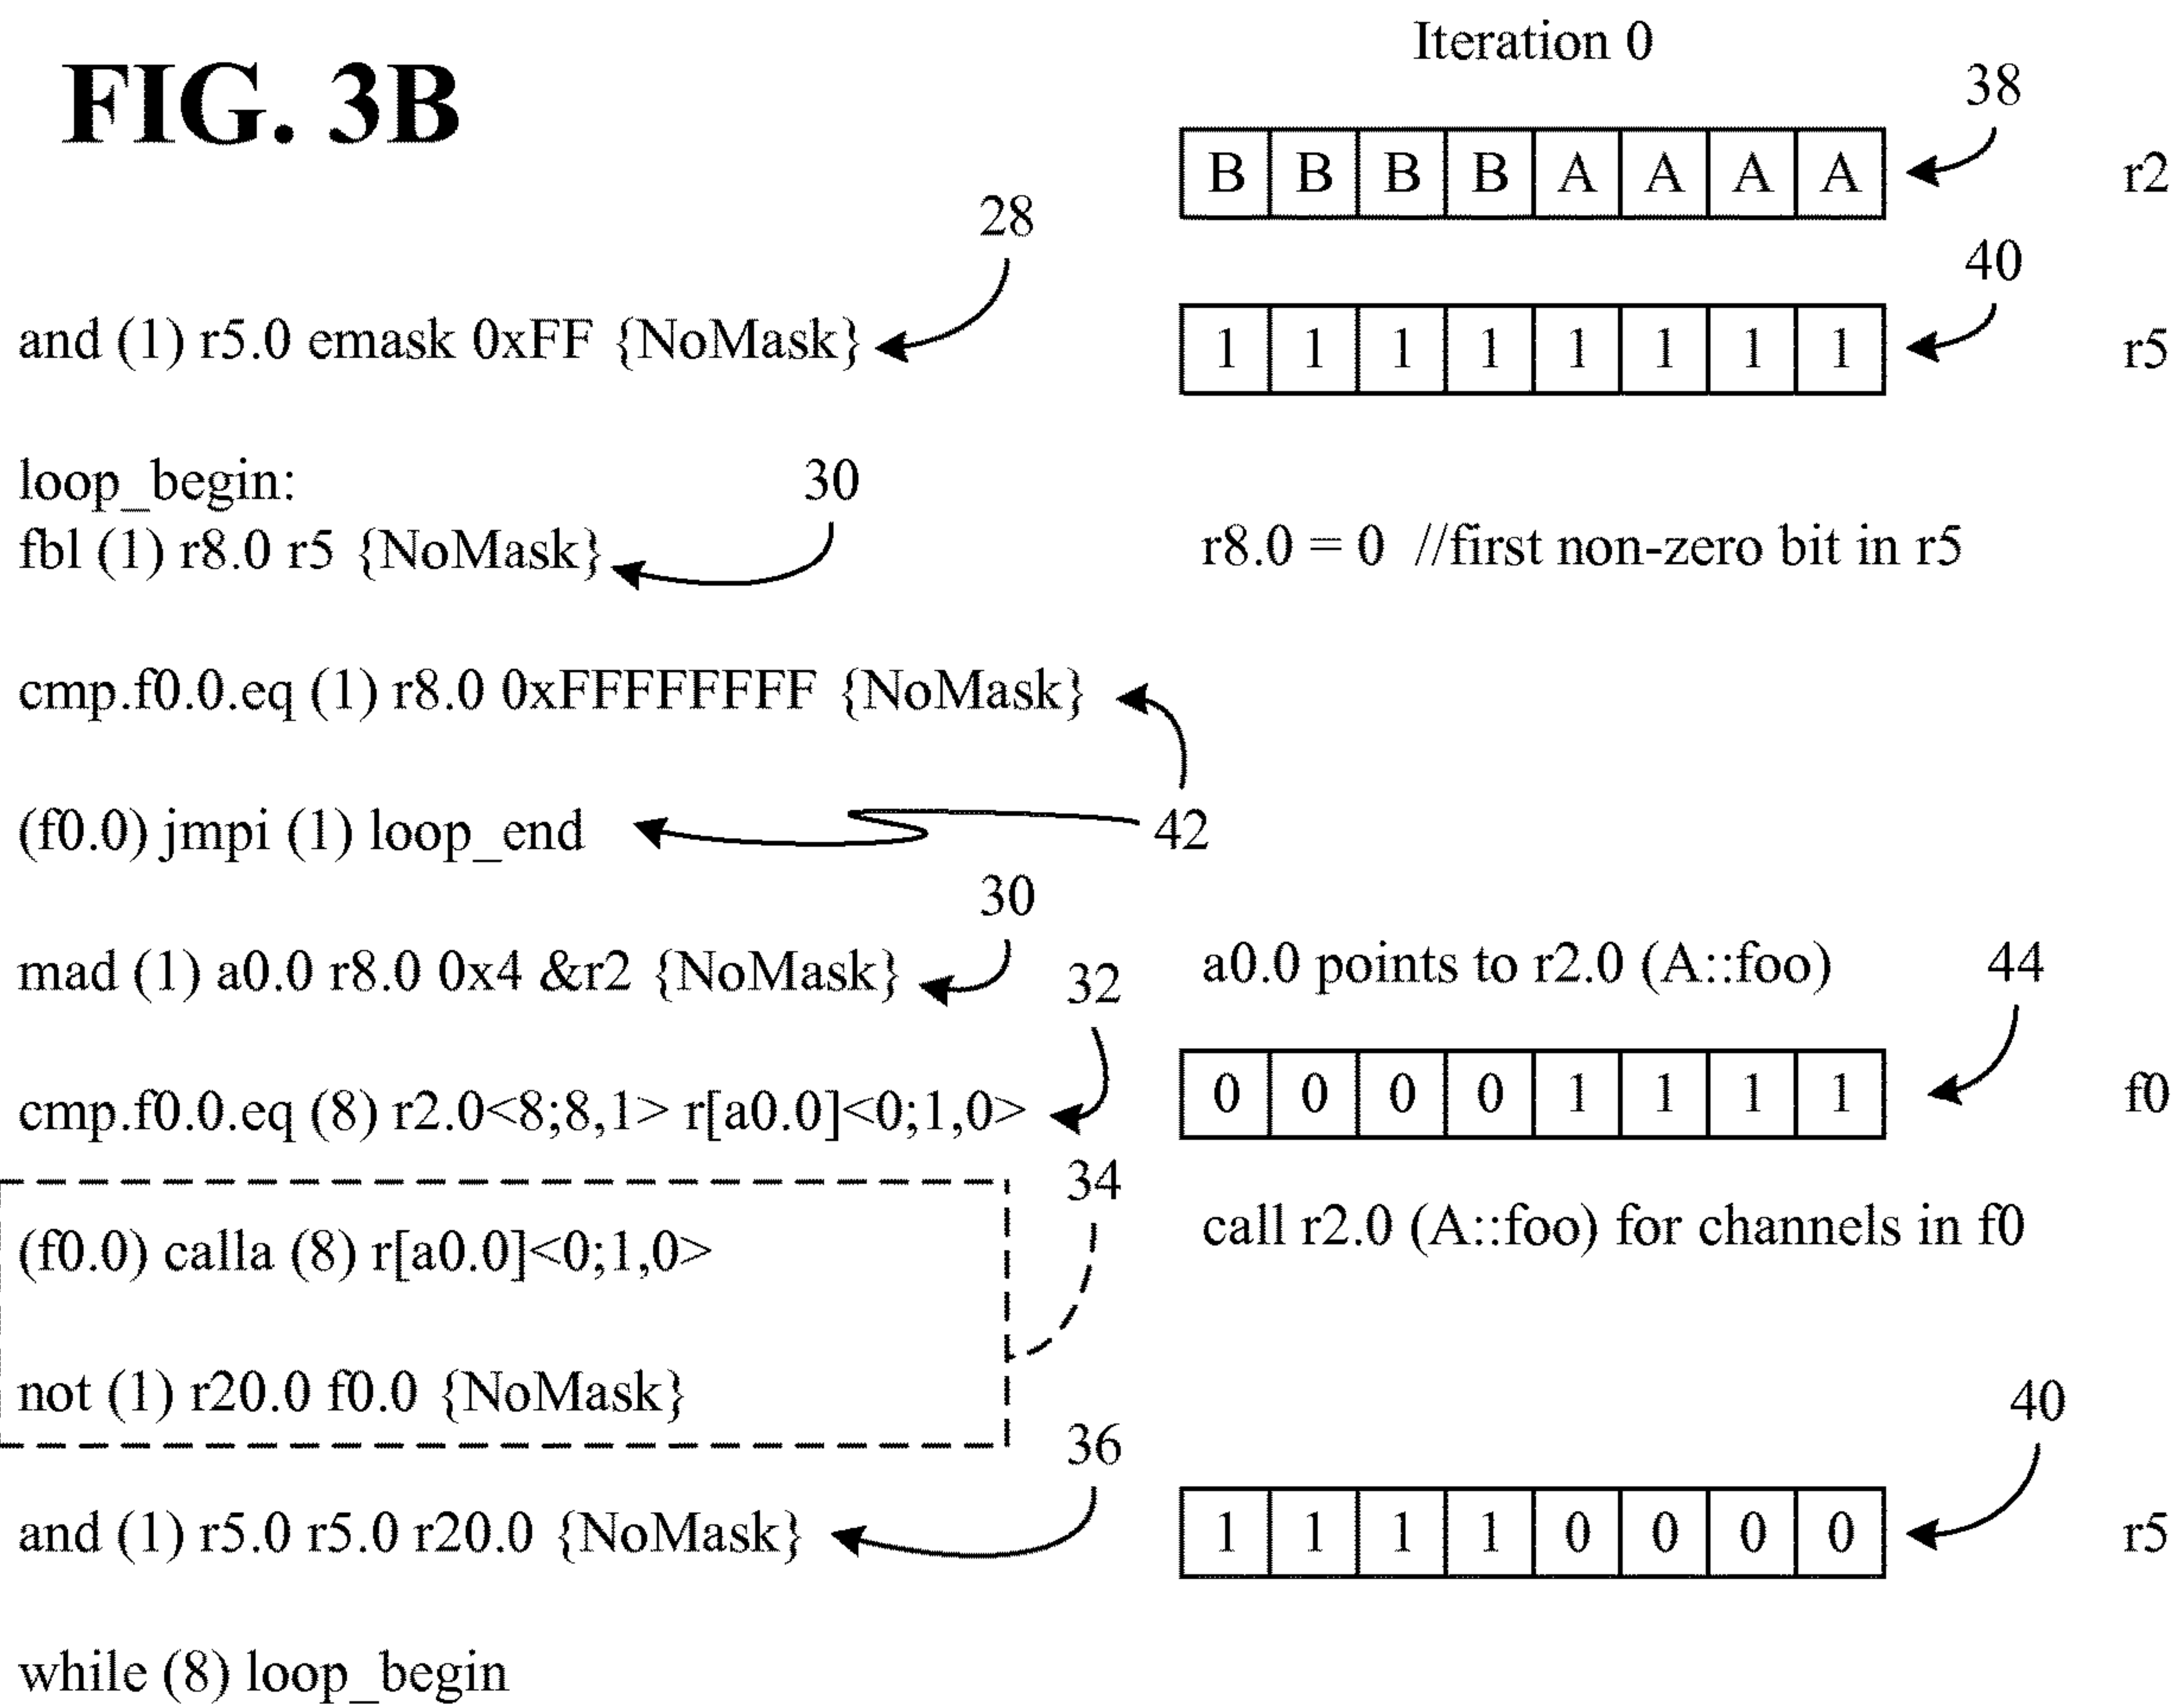 FIG. 3B
Iteration 0
38
B B B B A A A A
r2
28
40
and (1) r5.0 emask 0xFF {NoMask}
1 1 1 1 1 1 1 1
r5
loop_begin:
30
fbl (1) r8.0 r5 {NoMask}
r8.0 = 0 //first non-zero bit in r5
cmp.f0.0.eq (1) r8.0 0xFFFFFFFF {NoMask}
(f0.0) jmpi (1) loop_end
42
30
mad (1) a0.0 r8.0 0x4 &r2 {NoMask}
32
a0.0 points to r2.0 (A::foo)
44
cmp.f0.0.eq (8) r2.0<8;8,1> r[a0.0]<0;1,0>
0 0 0 0 1 1 1 1
f0
34
(f0.0) calla (8) r[a0.0]<0;1,0>
call r2.0 (A::foo) for channels in f0
not (1) r20.0 f0.0 {NoMask}
36
40
and (1) r5.0 r5.0 r20.0 {NoMask}
1 1 1 1 0 0 0 0
r5
while (8) loop_begin